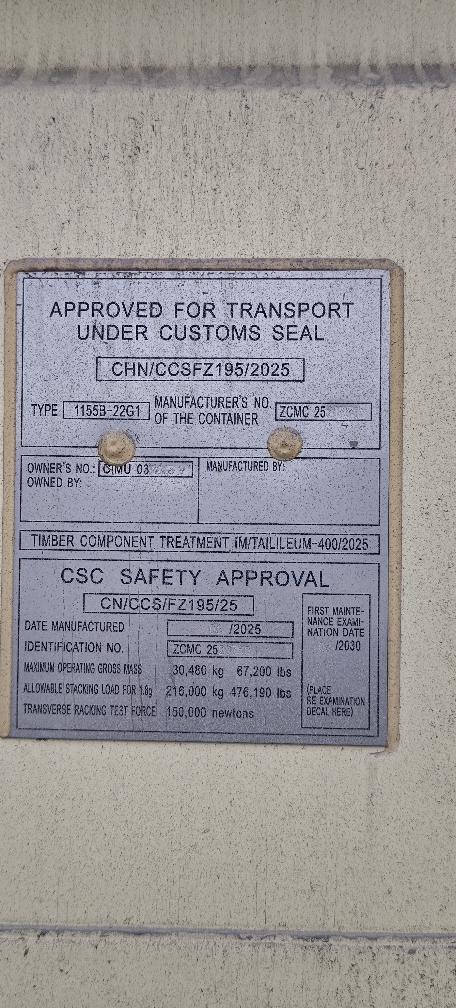 APPROVED FOR TRANSPORT
UNDER CUSTOMS SEAL
CHN/CCSFZ195/2025
TYPE 1155B-22G1 MANUFACTURER'S NO. OF THE CONTAINER ZCMC 25
OWNER'S NO.: CIMU 03
OWNED BY:
MANUFACTURED BY:
TIMBER COMPONENT TREATMENT IM/TAILILEUM-400/2025
CSC SAFETY APPROVAL
CN/CCS/FZ195/25
DATE MANUFACTURED /2025
IDENTIFICATION NO. ZCMC 25
MAXIMUM OPERATING GROSS MASS 30,480 kg 67,200 lbs
ALLOWABLE STACKING LOAD FOR 1.8g 216,000 kg 476,190 lbs
TRANSVERSE RACKING TEST FORCE 150,000 newtons
FIRST MAINTE-
NANCE EXAMI-
NATION DATE
/2030
(PLACE
RE EXAMINATION
DECAL HERE)